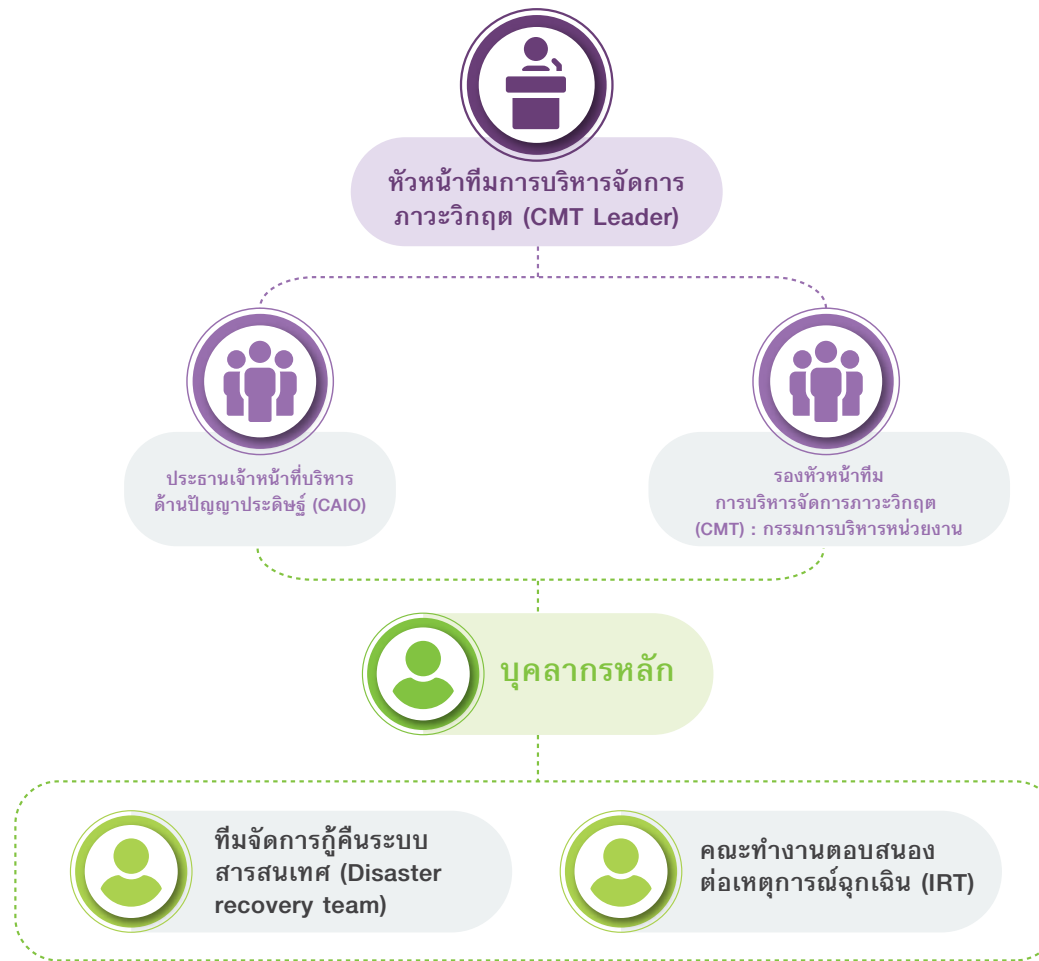 หัวหน้าทีมการบริหารจัดการ
ภาวะวิกฤต (CMT Leader)
ประธานเจ้าหน้าที่บริหาร
ด้านปัญญาประดิษฐ์ (CAIO)
รองหัวหน้าทีม
การบริหารจัดการภาวะวิกฤต
(CMT) : กรรมการบริหารหน่วยงาน
บุคลากรหลัก
ทีมจัดการกู้คืนระบบ
สารสนเทศ (Disaster
recovery team)
คณะทำงานตอบสนอง
ต่อเหตุการณ์ฉุกเฉิน (IRT)